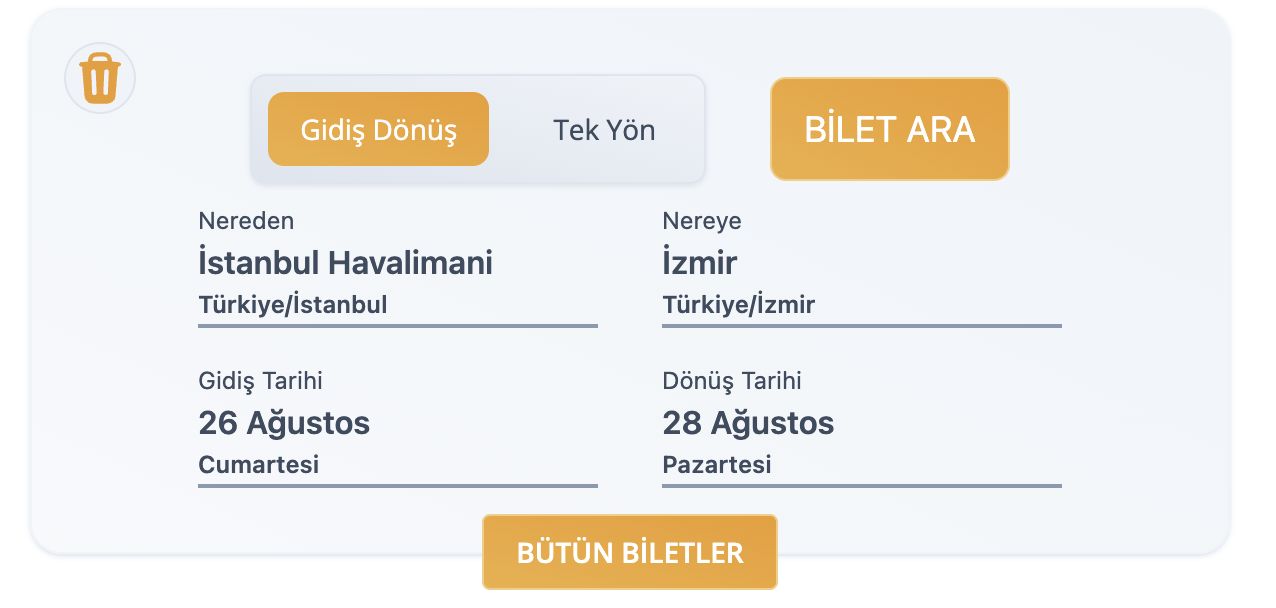 Gidiş Dönüş
Tek Yön
BİLET ARA
Nereden
İstanbul Havalimani
Türkiye/İstanbul
Nereye
İzmir
Türkiye/İzmir
Gidiş Tarihi
26 Ağustos
Cumartesi
Dönüş Tarihi
28 Ağustos
Pazartesi
BÜTÜN BİLETLER